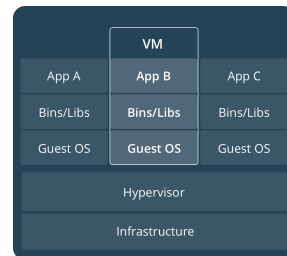 VM
App A App B App C
Bins/Libs Bins/Libs Bins/Libs
Guest OS Guest OS Guest OS
Hypervisor
Infrastructure